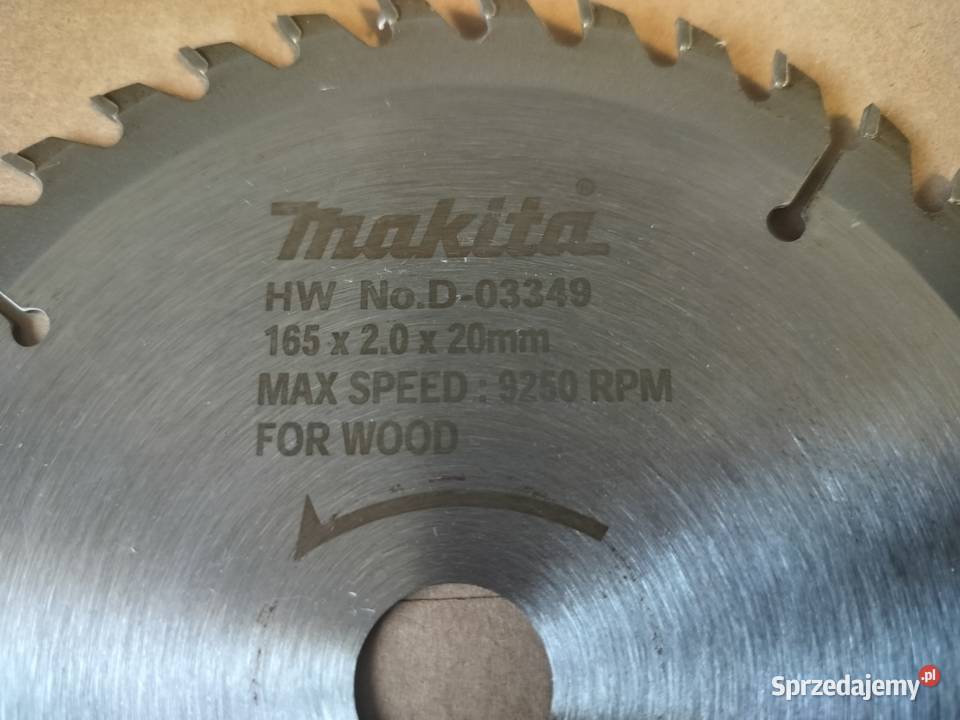 makita®
HW No.D-03349
165 x 2.0 x 20mm
MAX SPEED : 9250 RPM
FOR WOOD
Sprzedajemy.pl